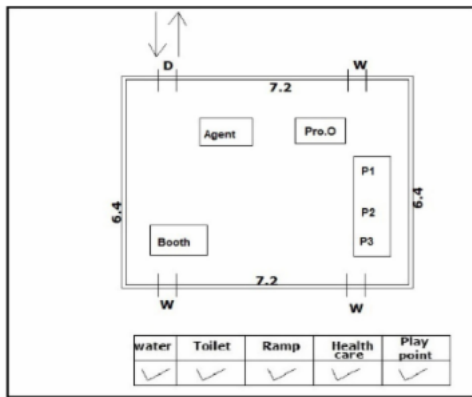 D
W
7.2
Agent
Pro.O
P1
P2
P3
6.4
6.4
Booth
7.2
W
W
water Toilet Ramp Health care Play point